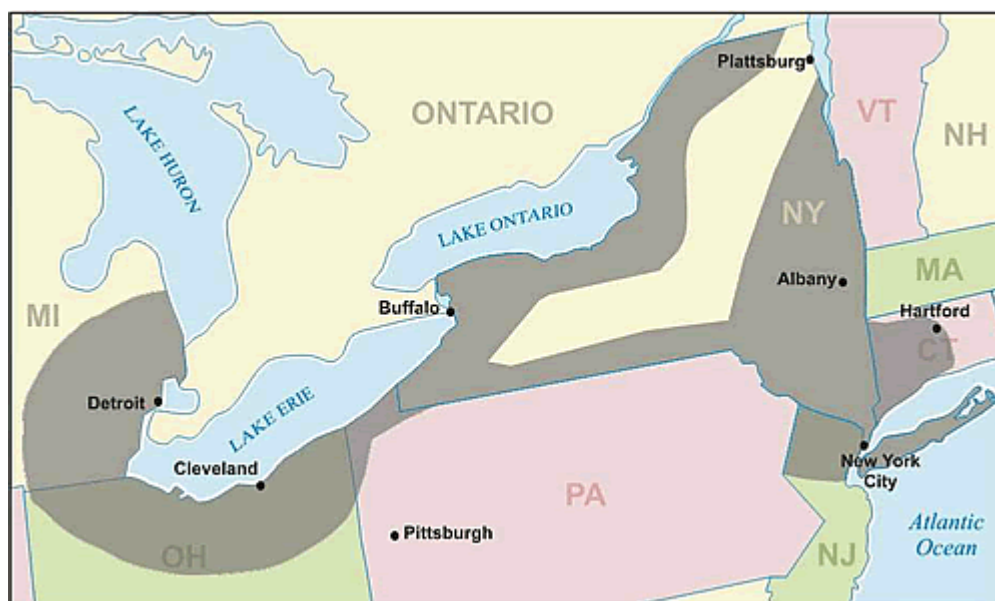 Plattsburg
VT
NH
ONTARIO
LAKE HURON
LAKE ONTARIO
NY
MA
Albany
MI
Buffalo
Hartford
CT
Detroit
LAKE ERIE
Cleveland
New York
City
PA
Pittsburgh
Atlantic
Ocean
OH
NJ